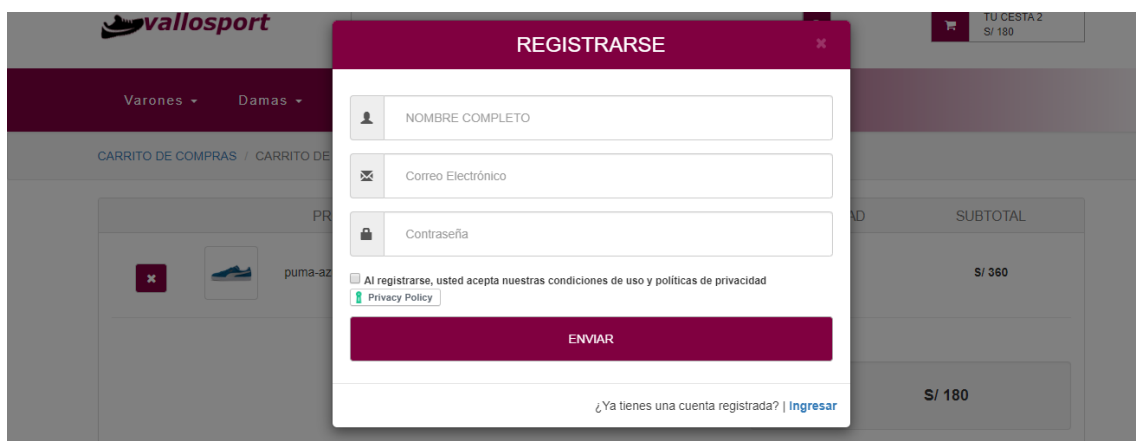 vallosport
TU CESTA 2
S/ 180
REGISTRARSE
Varones
Damas
NOMBRE COMPLETO
CARRITO DE COMPRAS / CARRITO DE
Correo Electrónico
PR
AD
SUBTOTAL
Contraseña
puma-az
S/ 360
Al registrarse, usted acepta nuestras condiciones de uso y políticas de privacidad
Privacy Policy
ENVIAR
S/ 180
¿Ya tienes una cuenta registrada? | Ingresar